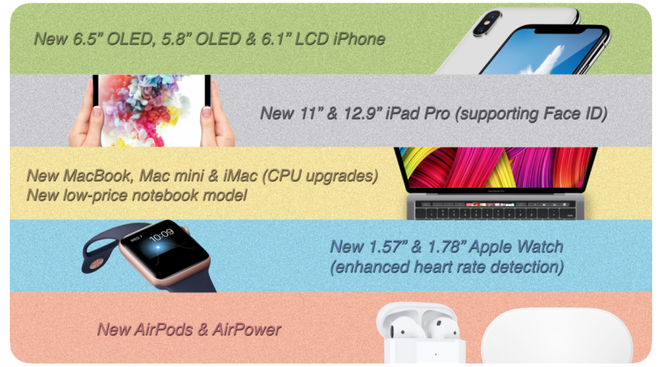 New 6.5” OLED, 5.8” OLED & 6.1” LCD iPhone
New 11” & 12.9” iPad Pro (supporting Face ID)
New MacBook, Mac mini & iMac (CPU upgrades)
New low-price notebook model
10:09
New 1.57” & 1.78” Apple Watch
(enhanced heart rate detection)
New AirPods & AirPower